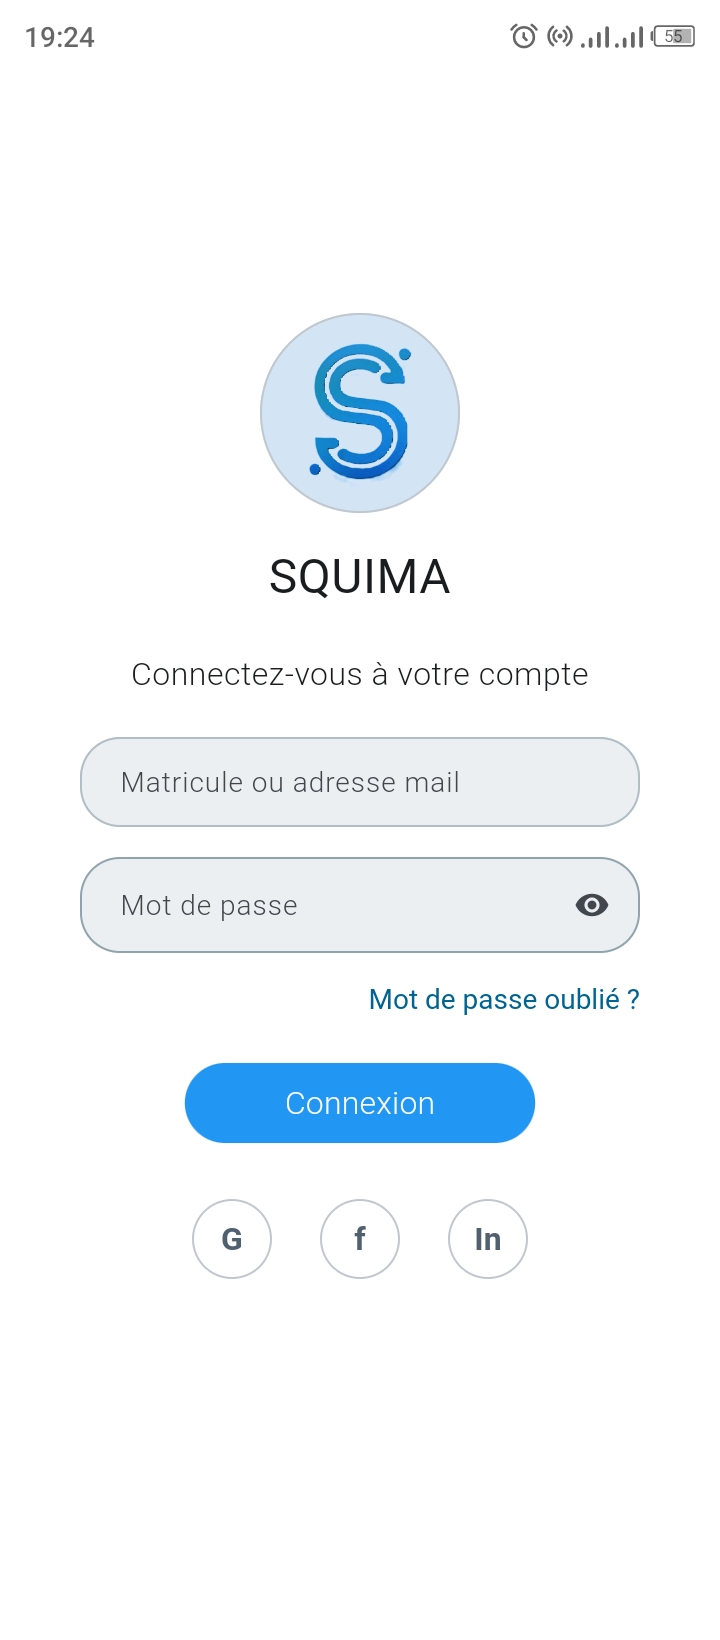 19:24
55
S
SQUIMA
Connectez-vous à votre compte
Matricule ou adresse mail
Mot de passe
Mot de passe oublié ?
Connexion
G f In